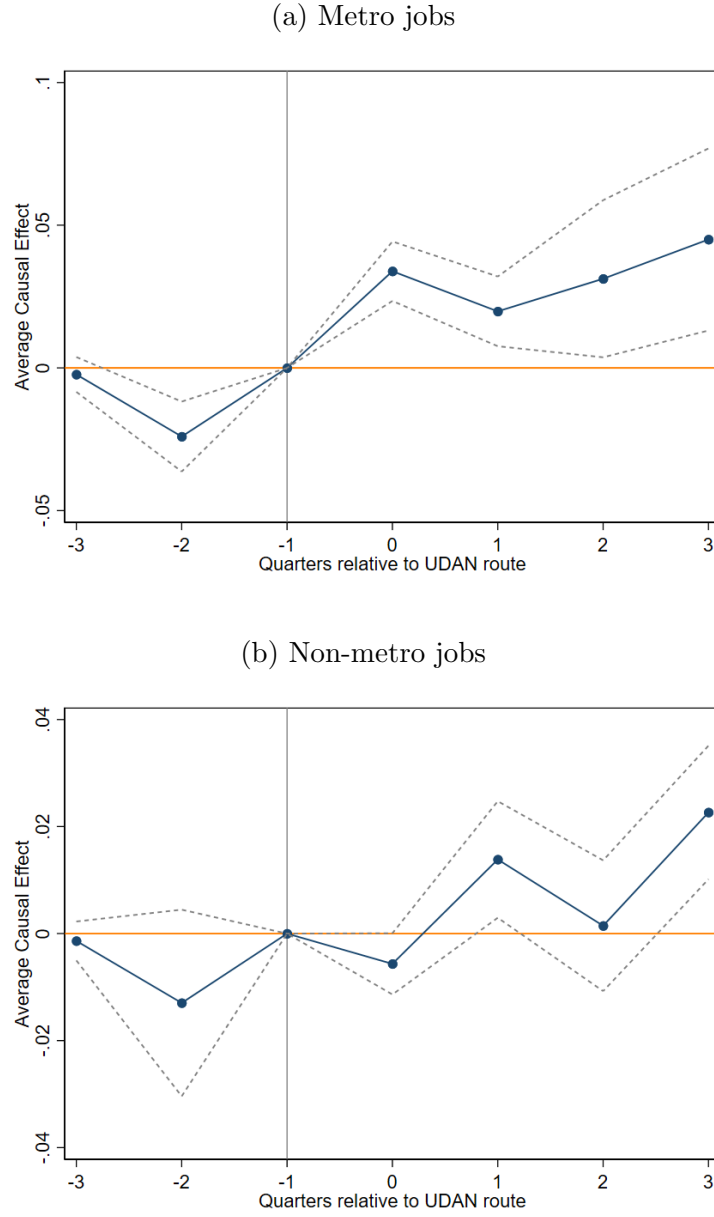 (a) Metro jobs
.1
.05
0
-.05
Average Causal Effect
-3 -2 -1 0 1 2 3
Quarters relative to UDAN route
(b) Non-metro jobs
.04
.02
0
-.02
-.04
Average Causal Effect
-3 -2 -1 0 1 2 3
Quarters relative to UDAN route